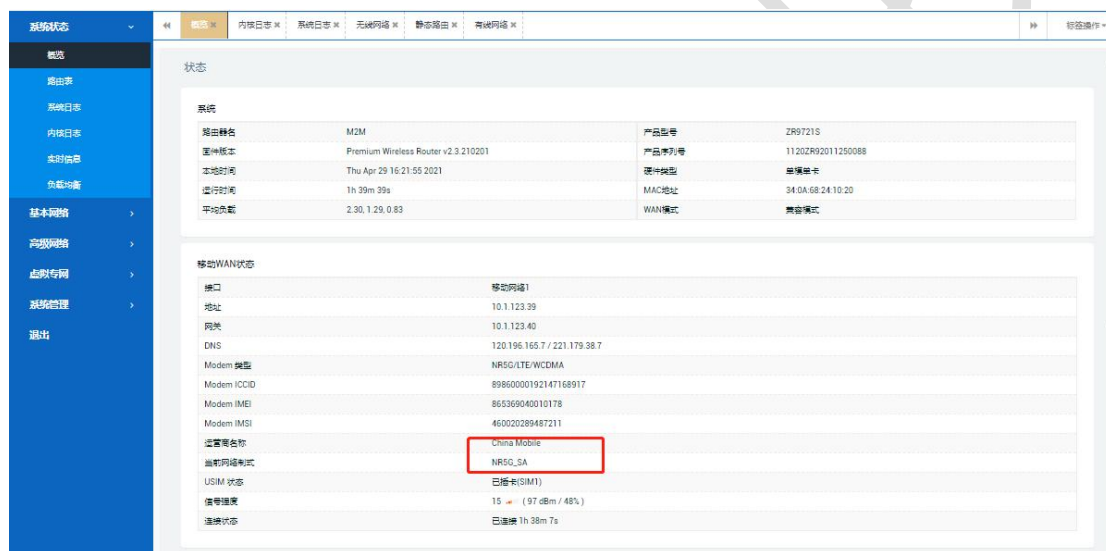 系统状态
概览 内核日志 系统日志 无线网络 静态路由 有线网络 标签操作
概览
路由表
系统日志
内核日志
实时信息
负载均衡
基本网络
高级网络
虚拟专网
系统管理
退出
状态
系统
路由器名 M2M 产品型号 ZR9721S
固件版本 Premium Wireless Router v2.3.210201 产品序列号 1120ZR92011250088
本地时间 Thu Apr 29 16:21:55 2021 硬件类型 单模单卡
运行时间 1h 39m 39s MAC地址 34:0A:68:24:10:20
平均负载 2.30, 1.29, 0.83 WAN模式 兼容模式
移动WAN状态
接口 移动网络1
地址 10.1.123.39
网关 10.1.123.40
DNS 120.196.165.7 / 221.179.38.7
Modem 类型 NR5G/LTE/WCDMA
Modem ICCID 89860000192147168917
Modem IMEI 865369040010178
Modem IMSI 460020289487211
运营商名称 China Mobile
当前网络制式 NR5G_SA
USIM 状态 已插卡(SIM1)
信号强度 15 (97 dBm / 48%)
连接状态 已连接 1h 38m 7s